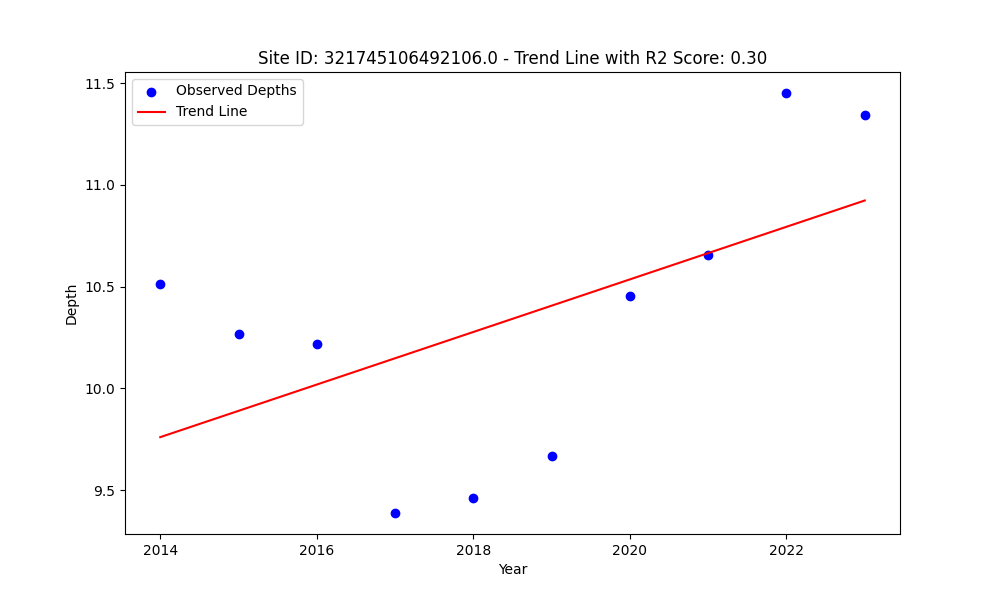 Site ID: 321745106492106.0 - Trend Line with R2 Score: 0.30
Observed Depths
Trend Line
11.5
11.0
10.5
10.0
9.5
Depth
2014
2016
2018
2020
2022
Year